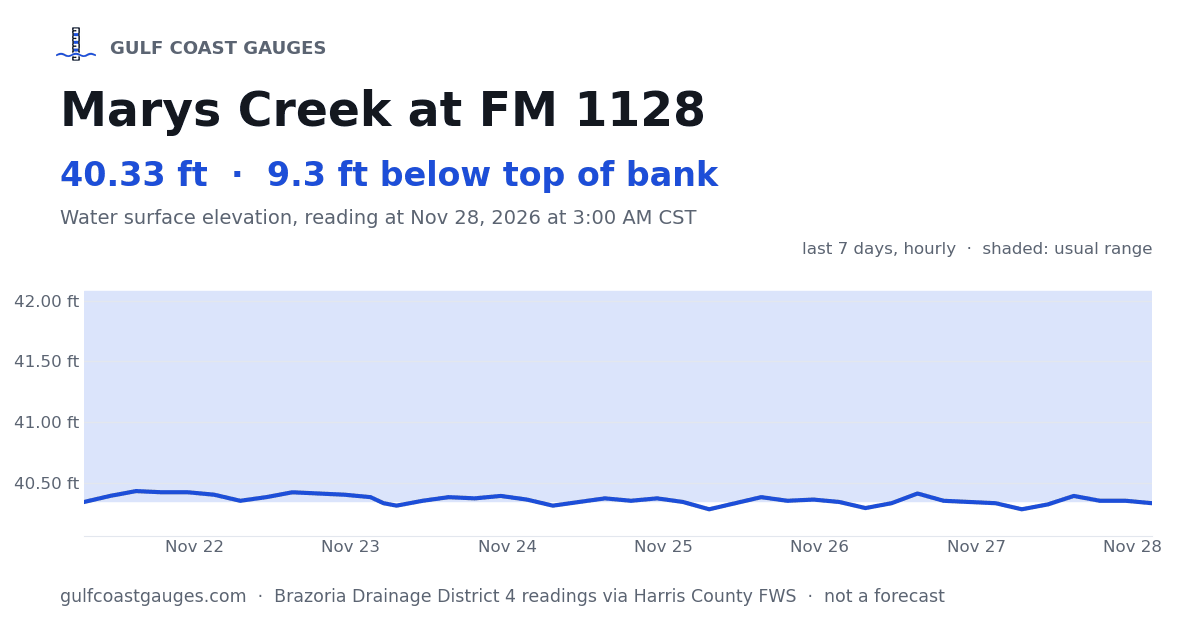 GULF COAST GAUGES
Marys Creek at FM 1128
40.33 ft · 9.3 ft below top of bank
Water surface elevation, reading at Nov 28, 2026 at 3:00 AM CST
last 7 days, hourly · shaded: usual range
42.00 ft
41.50 ft
41.00 ft
40.50 ft
Nov 22 Nov 23 Nov 24 Nov 25 Nov 26 Nov 27 Nov 28
gulfcoastgauges.com · Brazoria Drainage District 4 readings via Harris County FWS · not a forecast